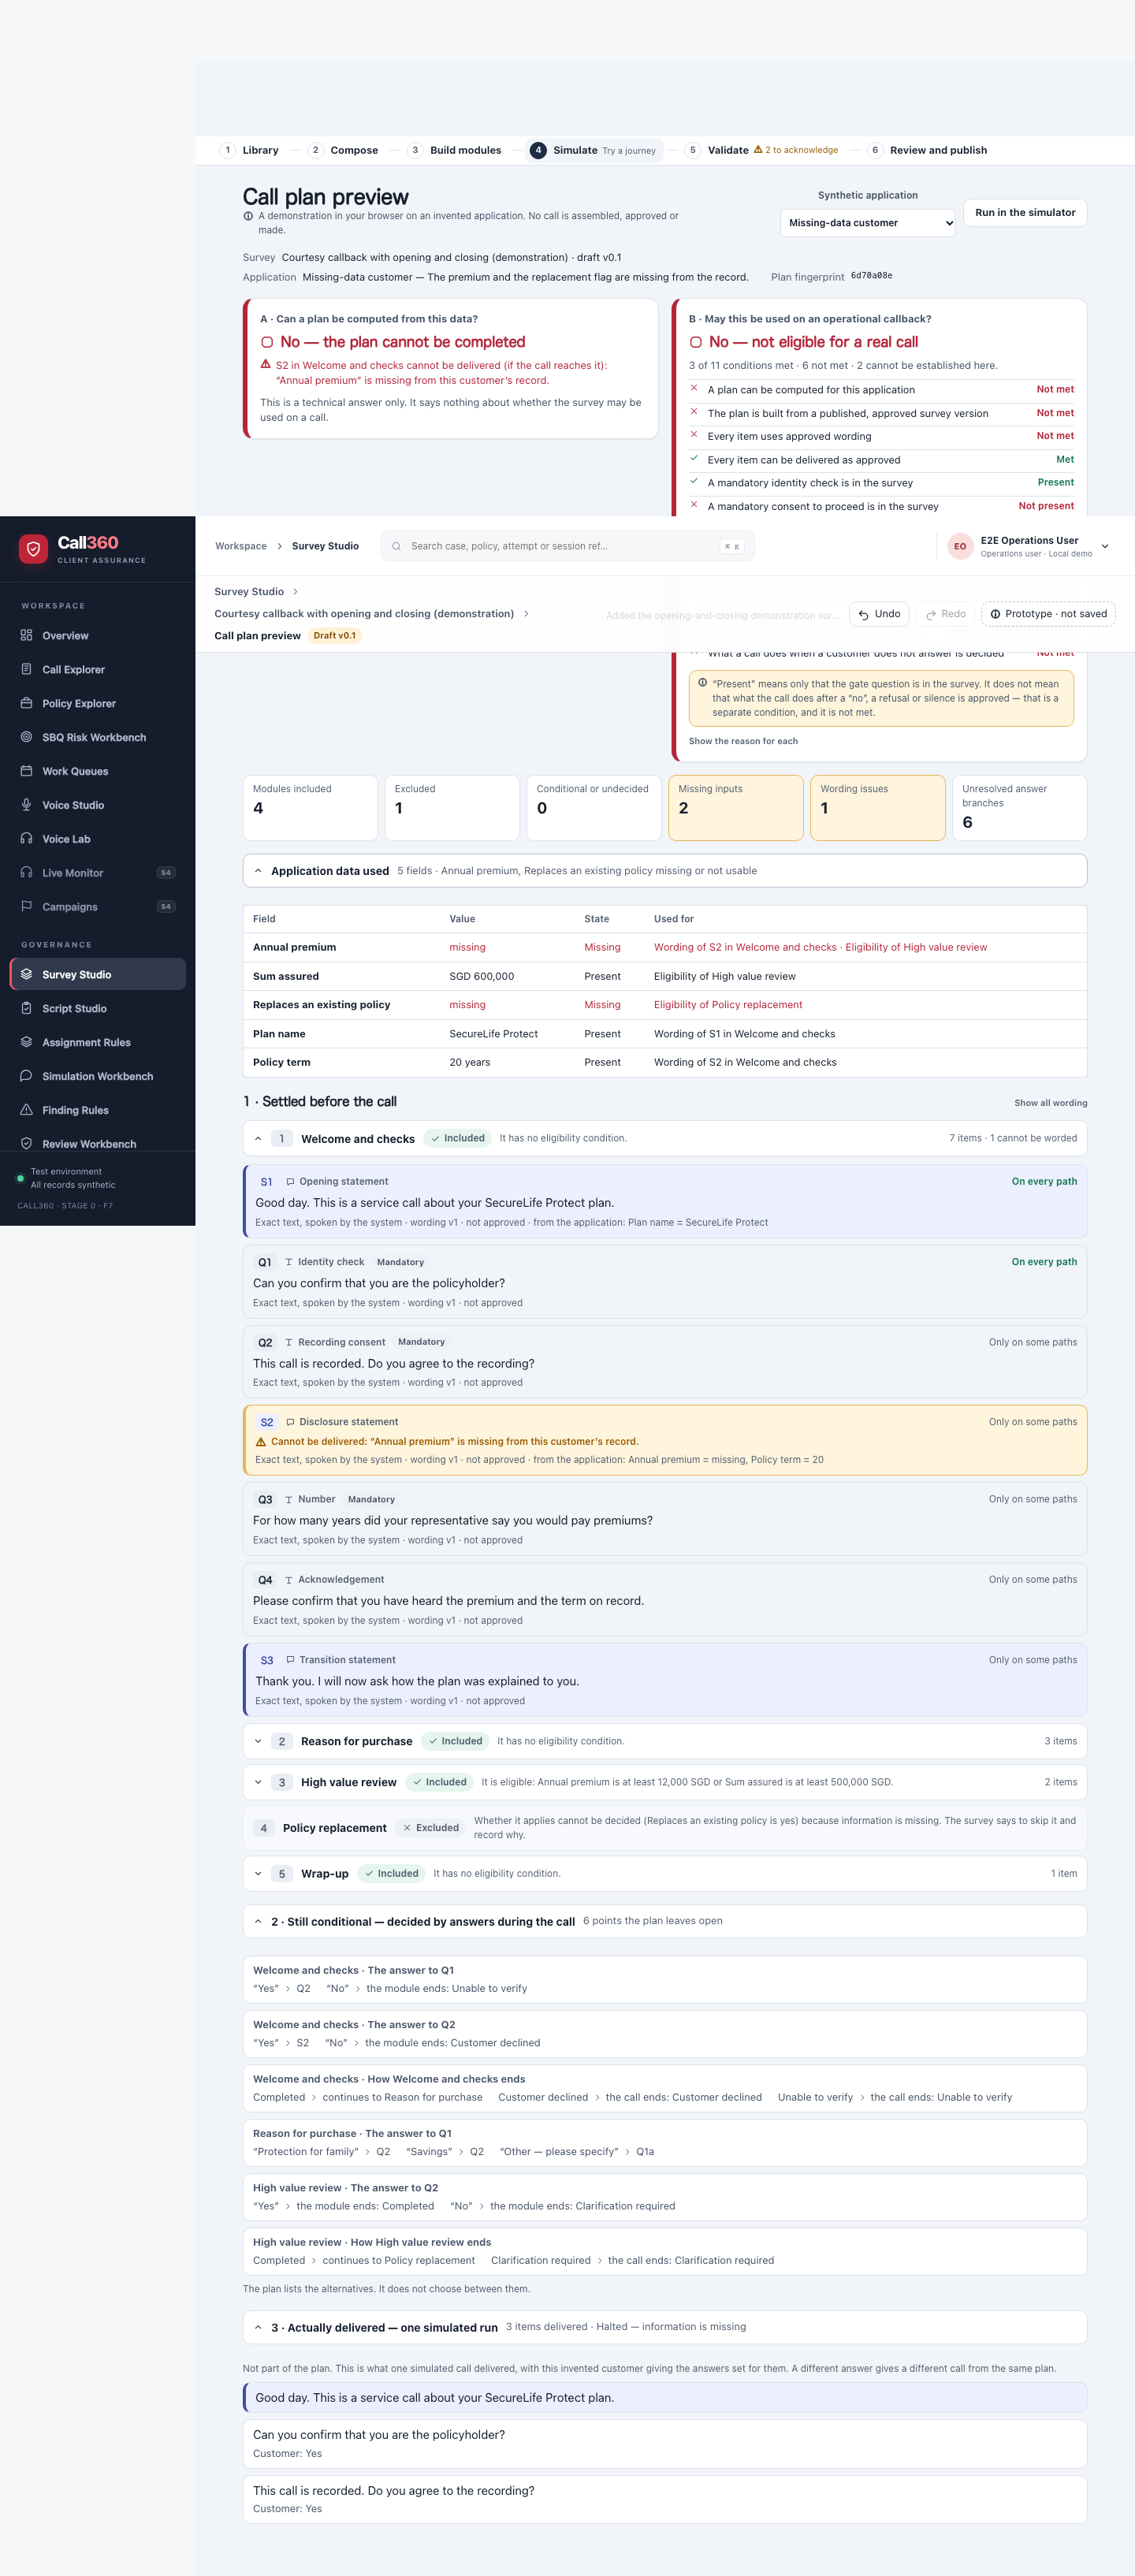 1 Library
2 Compose
3 Build modules
4 Simulate Try a journey
5 Validate 2 to acknowledge
6 Review and publish
Call plan preview
A demonstration in your browser on an invented application. No call is assembled, approved or
made.
Synthetic application
Missing-data customer
Run in the simulator
Survey Courtesy callback with opening and closing (demonstration) · draft v0.1
Application Missing-data customer — The premium and the replacement flag are missing from the record. Plan fingerprint 6d70a08e
A · Can a plan be computed from this data?
No — the plan cannot be completed
S2 in Welcome and checks cannot be delivered (if the call reaches it):
“Annual premium” is missing from this customer’s record.
This is a technical answer only. It says nothing about whether the survey may be
used on a call.
B · May this be used on an operational callback?
No — not eligible for a real call
3 of 11 conditions met · 6 not met · 2 cannot be established here.
A plan can be computed for this application Not met
The plan is built from a published, approved survey version Not met
Every item uses approved wording Not met
Every item can be delivered as approved Met
A mandatory identity check is in the survey Present
A mandatory consent to proceed is in the survey Not present
Call360
CLIENT ASSURANCE
Workspace > Survey Studio
Search case, policy, attempt or session ref...
⌘ K
EO
E2E Operations User
Operations user · Local demo
Survey Studio >
Courtesy callback with opening and closing (demonstration) >
Call plan preview Draft v0.1
Added the opening-and-closing demonstration sur...
Undo
Redo
Prototype · not saved
WORKSPACE
Overview
Call Explorer
Policy Explorer
SBQ Risk Workbench
Work Queues
Voice Studio
Voice Lab
Live Monitor S4
Campaigns S4
GOVERNANCE
Survey Studio
Script Studio
Assignment Rules
Simulation Workbench
Finding Rules
Review Workbench
Test environment
All records synthetic
CALL360 · STAGE 0 · F7
What a call does when a customer does not answer is decided Not met
“Present” means only that the gate question is in the survey. It does not mean
that what the call does after a “no”, a refusal or silence is approved — that is a
separate condition, and it is not met.
Show the reason for each
Modules included
4
Excluded
1
Conditional or undecided
0
Missing inputs
2
Wording issues
1
Unresolved answer
branches
6
Application data used 5 fields · Annual premium, Replaces an existing policy missing or not usable
Field Value State Used for
Annual premium missing Missing Wording of S2 in Welcome and checks · Eligibility of High value review
Sum assured SGD 600,000 Present Eligibility of High value review
Replaces an existing policy missing Missing Eligibility of Policy replacement
Plan name SecureLife Protect Present Wording of S1 in Welcome and checks
Policy term 20 years Present Wording of S2 in Welcome and checks
1 · Settled before the call
Show all wording
1 Welcome and checks Included It has no eligibility condition. 7 items · 1 cannot be worded
S1 Opening statement On every path
Good day. This is a service call about your SecureLife Protect plan.
Exact text, spoken by the system · wording v1 · not approved · from the application: Plan name = SecureLife Protect
Q1 Identity check Mandatory On every path
Can you confirm that you are the policyholder?
Exact text, spoken by the system · wording v1 · not approved
Q2 Recording consent Mandatory Only on some paths
This call is recorded. Do you agree to the recording?
Exact text, spoken by the system · wording v1 · not approved
S2 Disclosure statement Only on some paths
Cannot be delivered: “Annual premium” is missing from this customer’s record.
Exact text, spoken by the system · wording v1 · not approved · from the application: Annual premium = missing, Policy term = 20
Q3 Number Mandatory Only on some paths
For how many years did your representative say you would pay premiums?
Exact text, spoken by the system · wording v1 · not approved
Q4 Acknowledgement Only on some paths
Please confirm that you have heard the premium and the term on record.
Exact text, spoken by the system · wording v1 · not approved
S3 Transition statement Only on some paths
Thank you. I will now ask how the plan was explained to you.
Exact text, spoken by the system · wording v1 · not approved
2 Reason for purchase Included It has no eligibility condition. 3 items
3 High value review Included It is eligible: Annual premium is at least 12,000 SGD or Sum assured is at least 500,000 SGD. 2 items
4 Policy replacement Excluded Whether it applies cannot be decided (Replaces an existing policy is yes) because information is missing. The survey says to skip it and
record why.
5 Wrap-up Included It has no eligibility condition. 1 item
2 · Still conditional — decided by answers during the call 6 points the plan leaves open
Welcome and checks · The answer to Q1
“Yes” > Q2 “No” > the module ends: Unable to verify
Welcome and checks · The answer to Q2
“Yes” > S2 “No” > the module ends: Customer declined
Welcome and checks · How Welcome and checks ends
Completed > continues to Reason for purchase Customer declined > the call ends: Customer declined Unable to verify > the call ends: Unable to verify
Reason for purchase · The answer to Q1
“Protection for family” > Q2 “Savings” > Q2 “Other — please specify” > Q1a
High value review · The answer to Q2
“Yes” > the module ends: Completed “No” > the module ends: Clarification required
High value review · How High value review ends
Completed > continues to Policy replacement Clarification required > the call ends: Clarification required
The plan lists the alternatives. It does not choose between them.
3 · Actually delivered — one simulated run 3 items delivered · Halted — information is missing
Not part of the plan. This is what one simulated call delivered, with this invented customer giving the answers set for them. A different answer gives a different call from the same plan.
Good day. This is a service call about your SecureLife Protect plan.
Can you confirm that you are the policyholder?
Customer: Yes
This call is recorded. Do you agree to the recording?
Customer: Yes